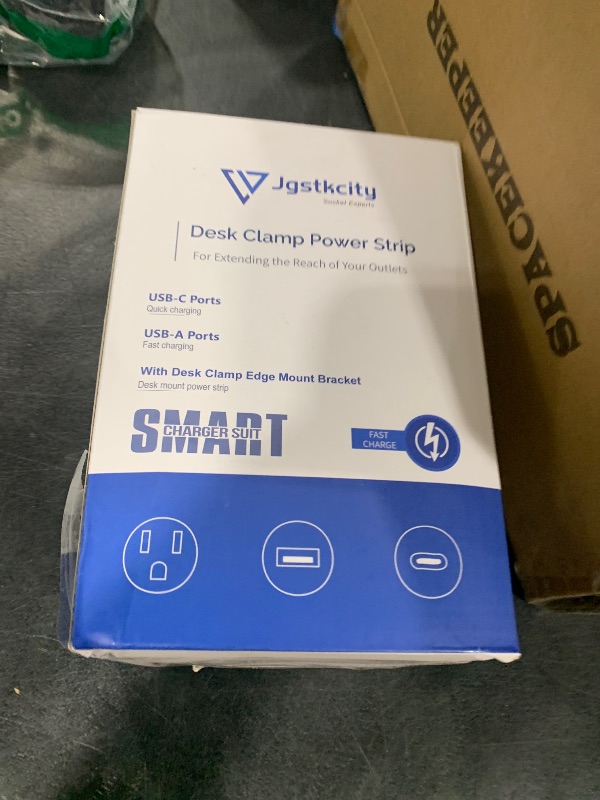 Jgstkcity
Socket Experts
Desk Clamp Power Strip
For Extending the Reach of Your Outlets
USB-C Ports
Quick charging
USB-A Ports
Fast charging
With Desk Clamp Edge Mount Bracket
Desk mount power strip
SMART
CHARGER SUIT
FAST
CHARGE
SPACEKEEPER